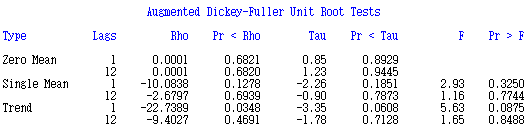 Augmented Dickey-Fuller Unit Root Tests
Type Lags Rho Pr < Rho Tau Pr < Tau F Pr > F
Zero Mean 1 0.0001 0.6821 0.85 0.8929
12 0.0001 0.6820 1.23 0.9445
Single Mean 1 -10.0838 0.1278 -2.26 0.1851 2.93 0.3250
12 -2.6797 0.6939 -0.90 0.7873 1.16 0.7744
Trend 1 -22.7389 0.0348 -3.35 0.0608 5.63 0.0875
12 -9.4027 0.4691 -1.78 0.7128 1.65 0.8488